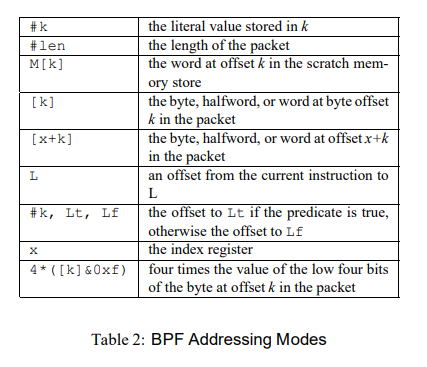 #k the literal value stored in k
#len the length of the packet
M[k] the word at offset k in the scratch mem-
ory store
[k] the byte, halfword, or word at byte offset
k in the packet
[x+k] the byte, halfword, or word at offset x+k
in the packet
L an offset from the current instruction to
L
#k, Lt, Lf the offset to Lt if the predicate is true,
otherwise the offset to Lf
x the index register
4*([k]&0xf) four times the value of the low four bits
of the byte at offset k in the packet
Table 2: BPF Addressing Modes